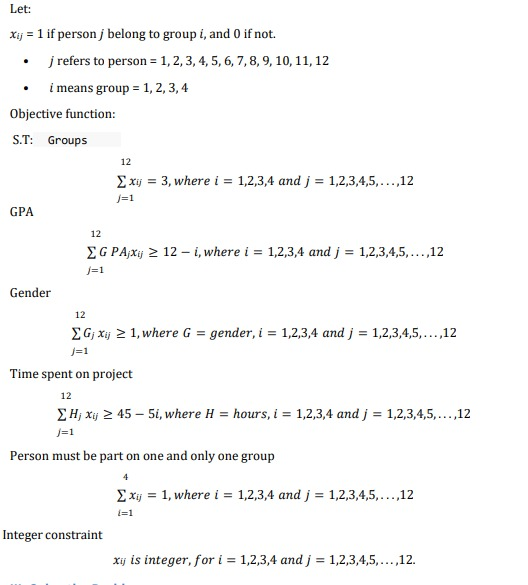 Let:
xij = 1 if person j belong to group i, and 0 if not.
• j refers to person = 1, 2, 3, 4, 5, 6, 7, 8, 9, 10, 11, 12
• i means group = 1, 2, 3, 4
Objective function:
S.T: Groups
12
∑ xij = 3, where i = 1,2,3,4 and j = 1,2,3,4,5,...,12
j=1
GPA
12
∑ G PAjxij ≥ 12 − i, where i = 1,2,3,4 and j = 1,2,3,4,5,...,12
j=1
Gender
12
∑ Gj xij ≥ 1, where G = gender, i = 1,2,3,4 and j = 1,2,3,4,5,...,12
j=1
Time spent on project
12
∑ Hj xij ≥ 45 − 5i, where H = hours, i = 1,2,3,4 and j = 1,2,3,4,5,...,12
j=1
Person must be part on one and only one group
4
∑ xij = 1, where i = 1,2,3,4 and j = 1,2,3,4,5,...,12
i=1
Integer constraint
xij is integer, for i = 1,2,3,4 and j = 1,2,3,4,5,...,12.